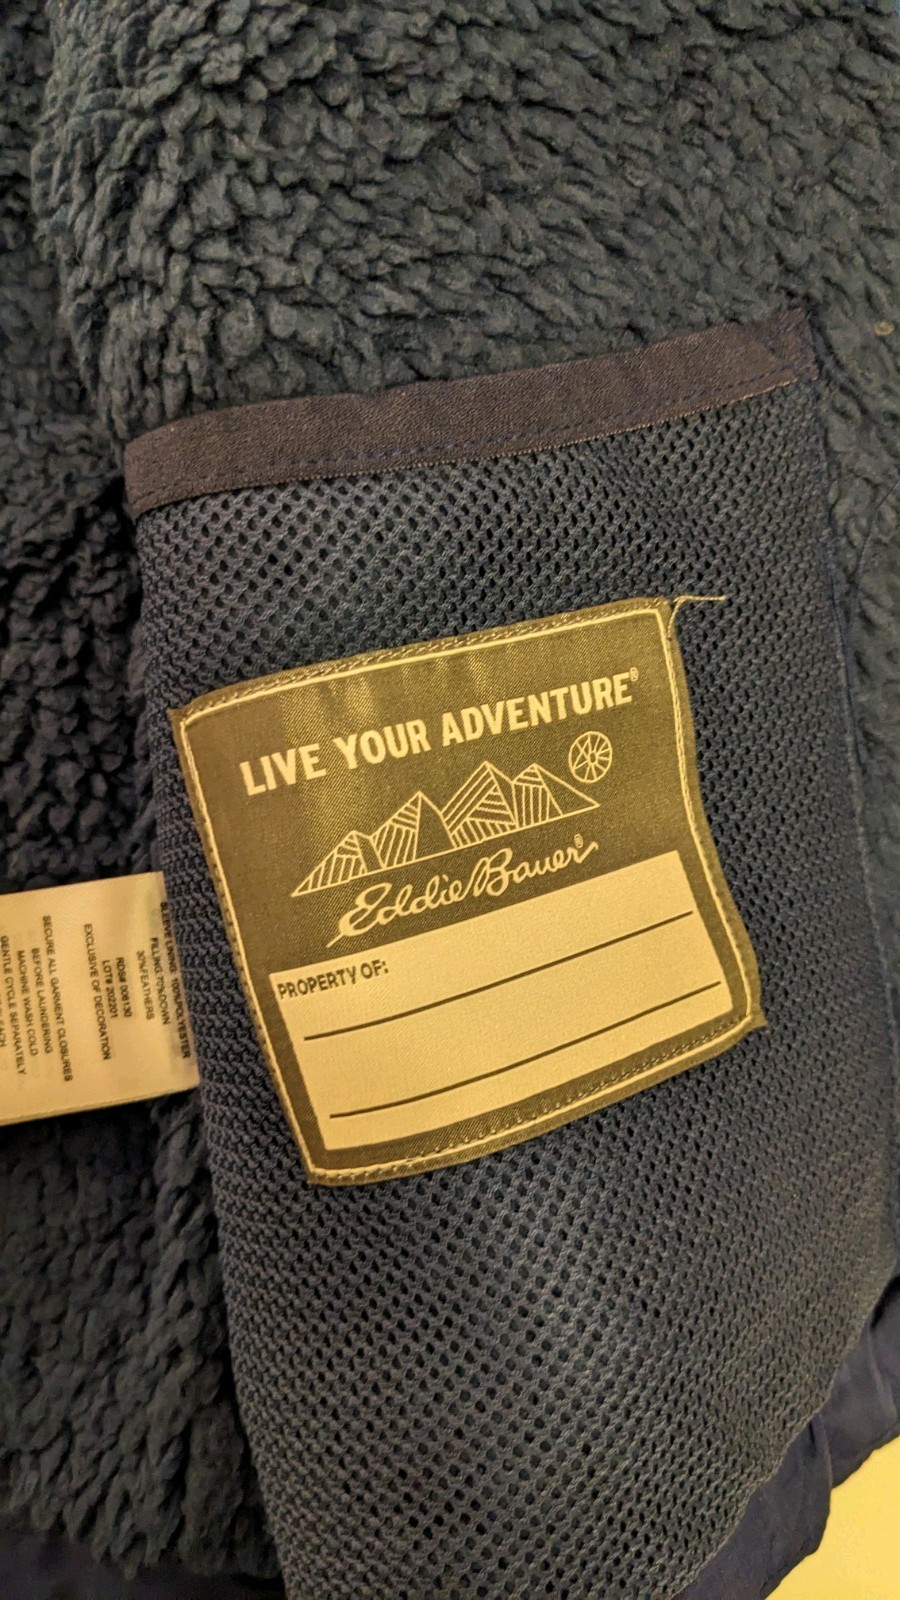 LIVE YOUR ADVENTURE®
Eddie Bauer®
PROPERTY OF:
SLEEVE LINING: 100%POLYESTER
FILLING:70%DOWN
30%FEATHERS
RDS# 008130
LOT# 202201
EXCLUSIVE OF DECORATION
SECURE ALL GARMENT CLOSURES
BEFORE LAUNDERING
MACHINE WASH COLD
GENTLE CYCLE SEPARATELY